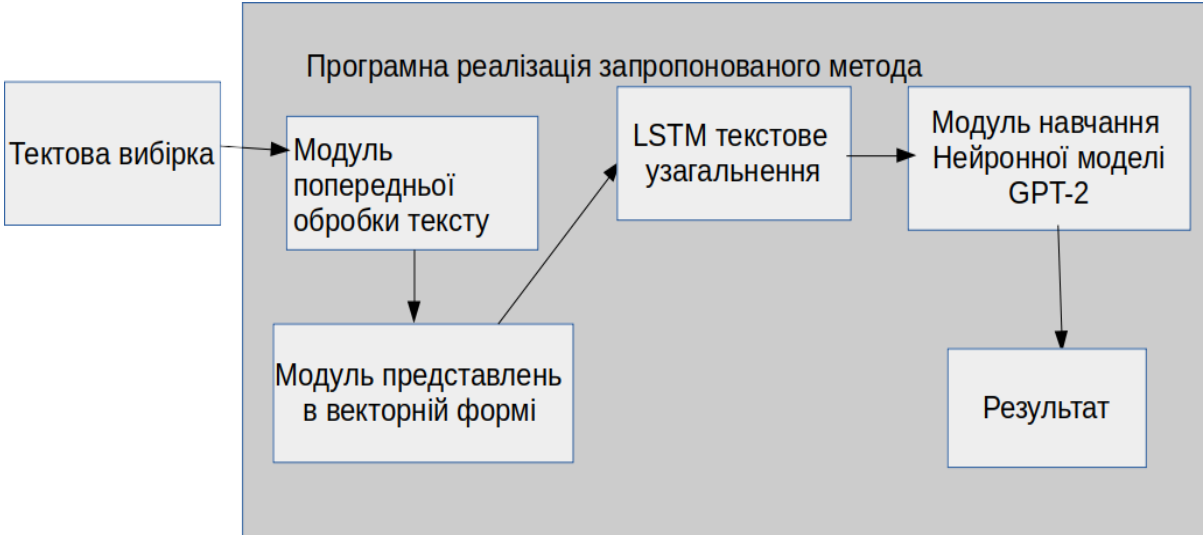 Програмна реалізація запропонованого метода
Тектова вибірка
Модуль
попередньої
обробки тексту
Модуль представлень
в векторній формі
LSTM текстове
узагальнення
Модуль навчання
Нейронної моделі
GPT-2
Результат